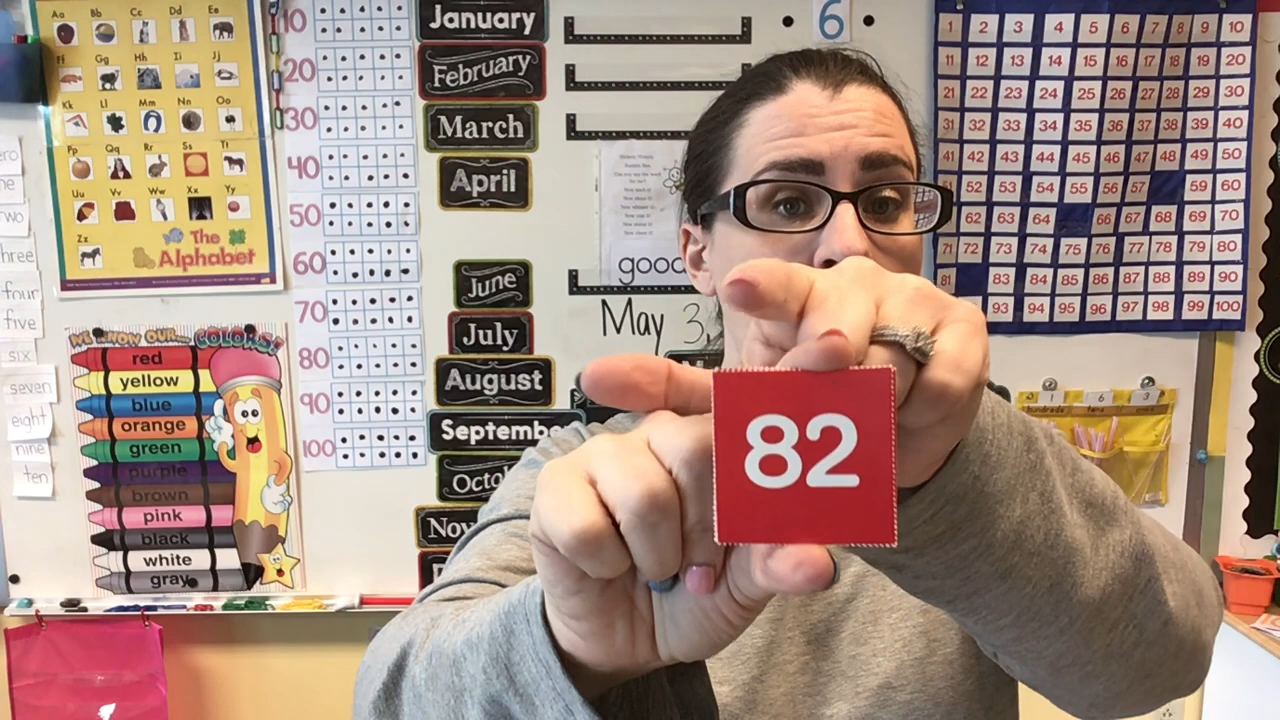 Aa Bb Cc Dd Ee
Ff Gg Hh Ii Jj
Kk Ll Mm Nn Oo
Pp Qq Rr Ss Tt
Uu Vv Ww Xx Yy
Zz
The
Alphabet
two
three
four
five
six
seven
eight
nine
ten
WE KNOW OUR... COLORS!
red
yellow
blue
orange
green
purple
brown
pink
black
white
gray
10
20
30
40
50
60
70
80
90
100
January
February
March
April
June
July
August
September
good
May 3,
6
82
1 2 3 4 5 6 7 8 9 10
11 12 13 14 15 16 17 18 19 20
21 22 23 24 25 26 27 28 29 30
31 32 33 34 35 36 37 38 39 40
41 42 43 44 45 46 47 48 49 50
52 53 54 55 56 57 59 60
62 63 64 66 67 68 69 70
71 72 73 74 75 76 77 78 79 80
81 83 84 85 86 87 88 89 90
93 94 95 96 97 98 99 100
1 6 3
hundreds tens